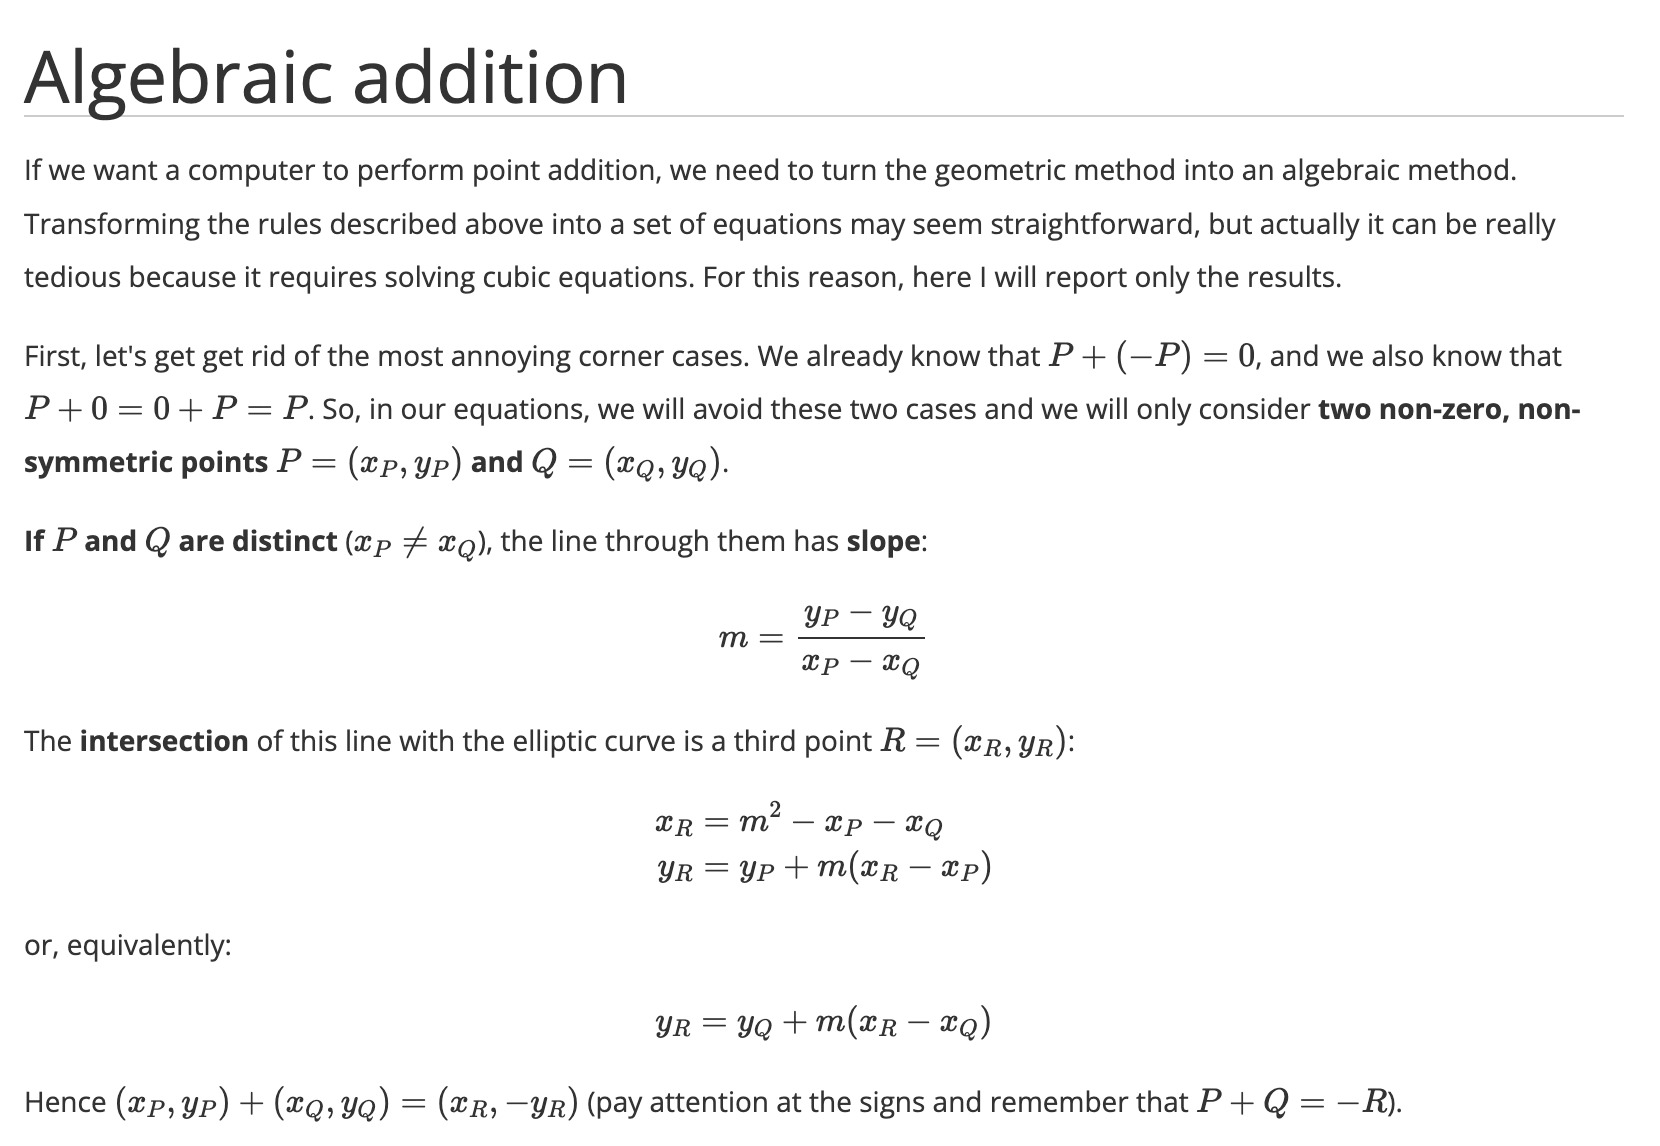 Algebraic addition
If we want a computer to perform point addition, we need to turn the geometric method into an algebraic method.
Transforming the rules described above into a set of equations may seem straightforward, but actually it can be really
tedious because it requires solving cubic equations. For this reason, here I will report only the results.
First, let's get get rid of the most annoying corner cases. We already know that $P + (-P) = 0$, and we also know that
$P + 0 = 0 + P = P$. So, in our equations, we will avoid these two cases and we will only consider two non-zero, non-
symmetric points $P = (x_P, y_P)$ and $Q = (x_Q, y_Q)$.
If $P$ and $Q$ are distinct ($x_P \neq x_Q$), the line through them has slope:
$m = \frac{y_P - y_Q}{x_P - x_Q}$
The intersection of this line with the elliptic curve is a third point $R = (x_R, y_R)$:
$x_R = m^2 - x_P - x_Q$
$y_R = y_P + m(x_R - x_P)$
or, equivalently:
$y_R = y_Q + m(x_R - x_Q)$
Hence $(x_P, y_P) + (x_Q, y_Q) = (x_R, -y_R)$ (pay attention at the signs and remember that $P + Q = -R$).